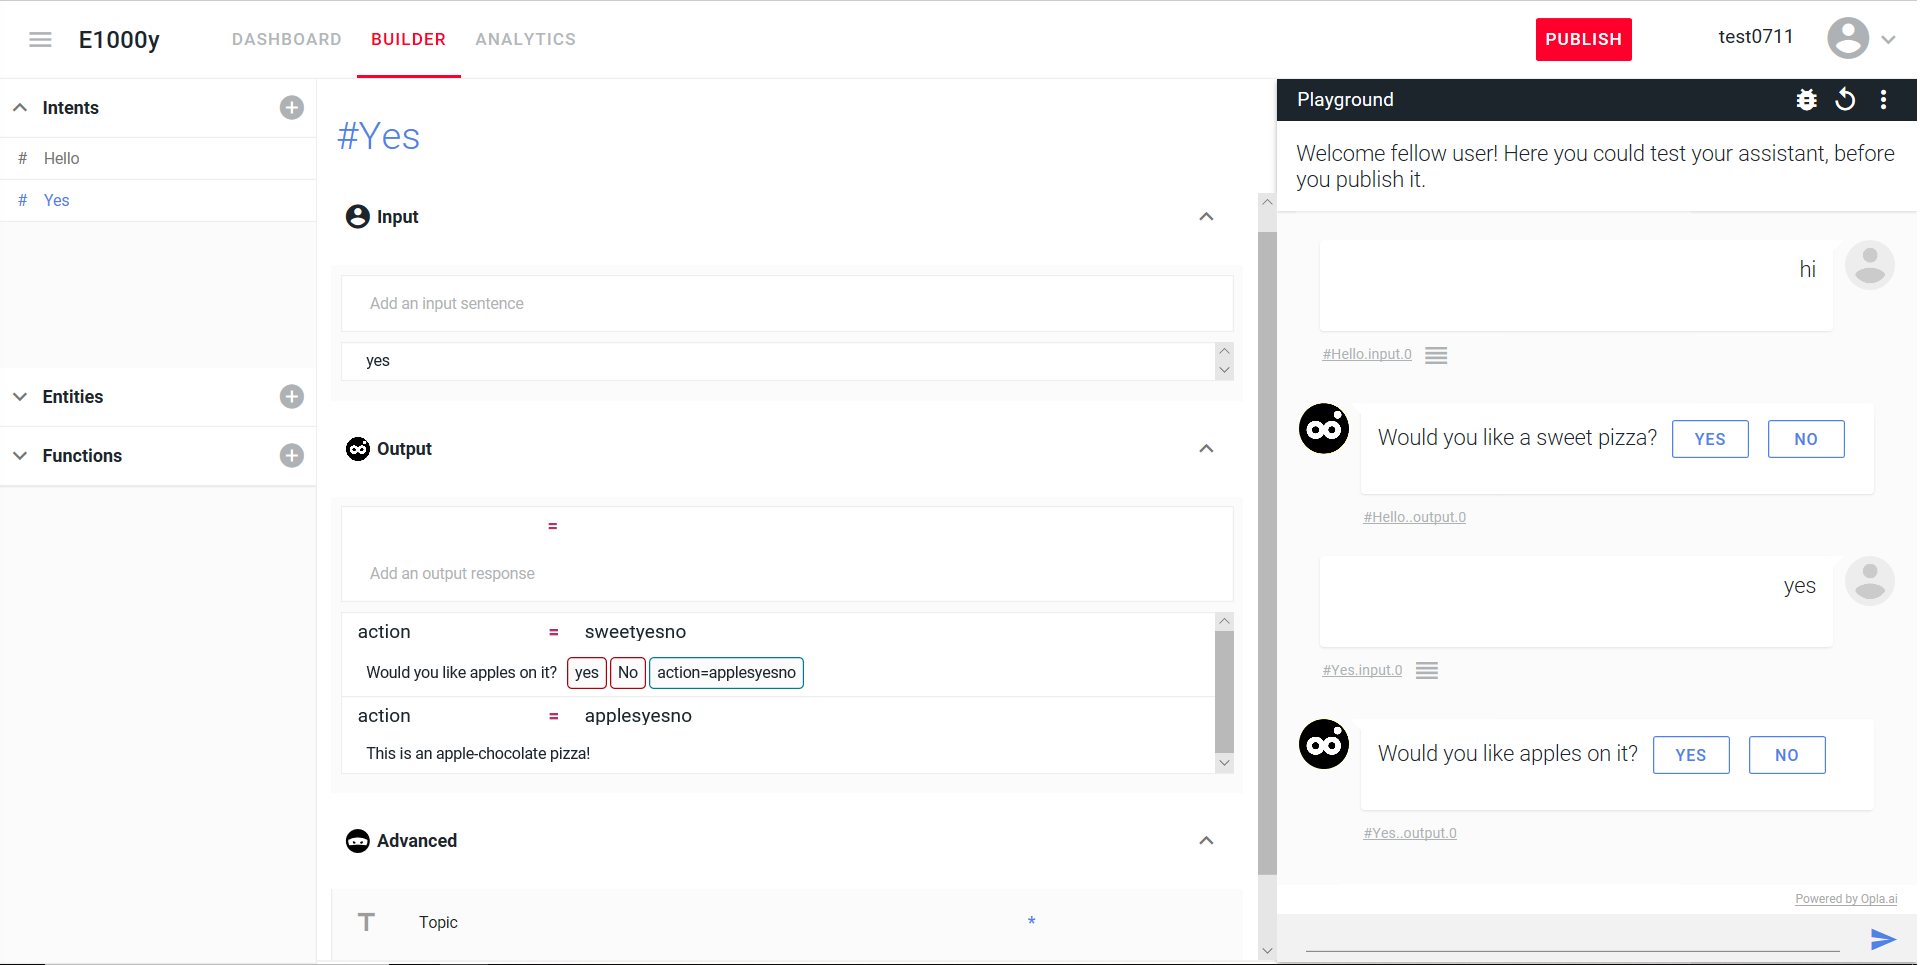 E1000y
DASHBOARD
BUILDER
ANALYTICS
PUBLISH
test0711
Intents
# Hello
# Yes
Entities
Functions
#Yes
Input
Add an input sentence
yes
Output
=
Add an output response
action = sweetyesno
Would you like apples on it? yes No action=applesyesno
action = applesyesno
This is an apple-chocolate pizza!
Advanced
T Topic *
Playground
Welcome fellow user! Here you could test your assistant, before
you publish it.
hi
#Hello.input.0
Would you like a sweet pizza? YES NO
#Hello..output.0
yes
#Yes.input.0
Would you like apples on it? YES NO
#Yes..output.0
Powered by Opla.ai